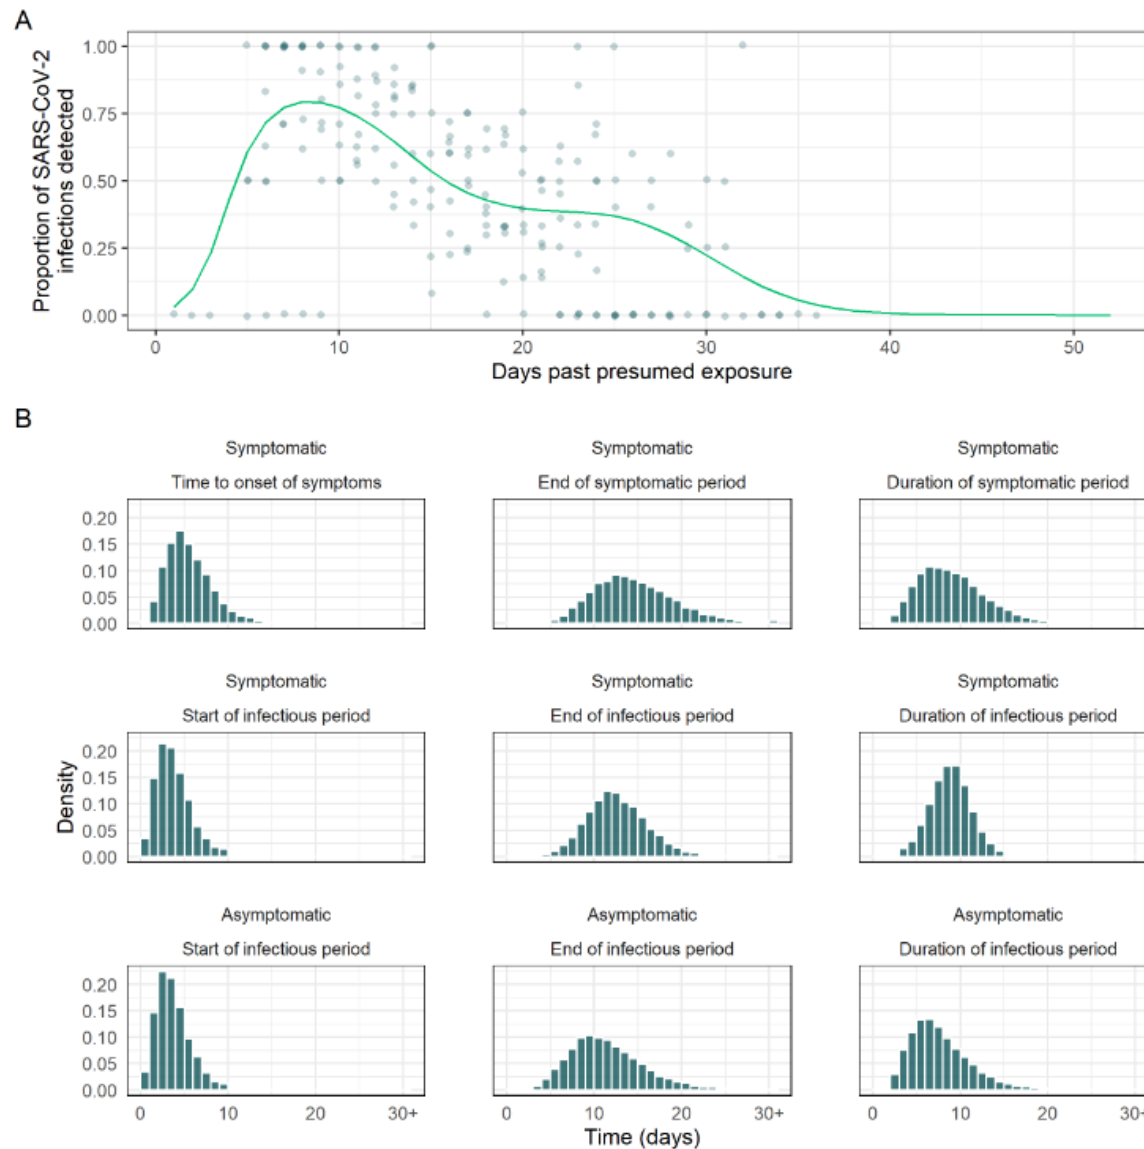 A
Proportion of SARS-CoV-2
infections detected
1.00
0.75
0.50
0.25
0.00
0 10 20 30 40 50
Days past presumed exposure
B
Symptomatic Symptomatic Symptomatic
Time to onset of symptoms End of symptomatic period Duration of symptomatic period
0.20
0.15
0.10
0.05
0.00
Symptomatic Symptomatic Symptomatic
Start of infectious period End of infectious period Duration of infectious period
Density
0.20
0.15
0.10
0.05
0.00
Asymptomatic Asymptomatic Asymptomatic
Start of infectious period End of infectious period Duration of infectious period
0.20
0.15
0.10
0.05
0.00
0 10 20 30+ 0 10 20 30+ 0 10 20
Time (days)